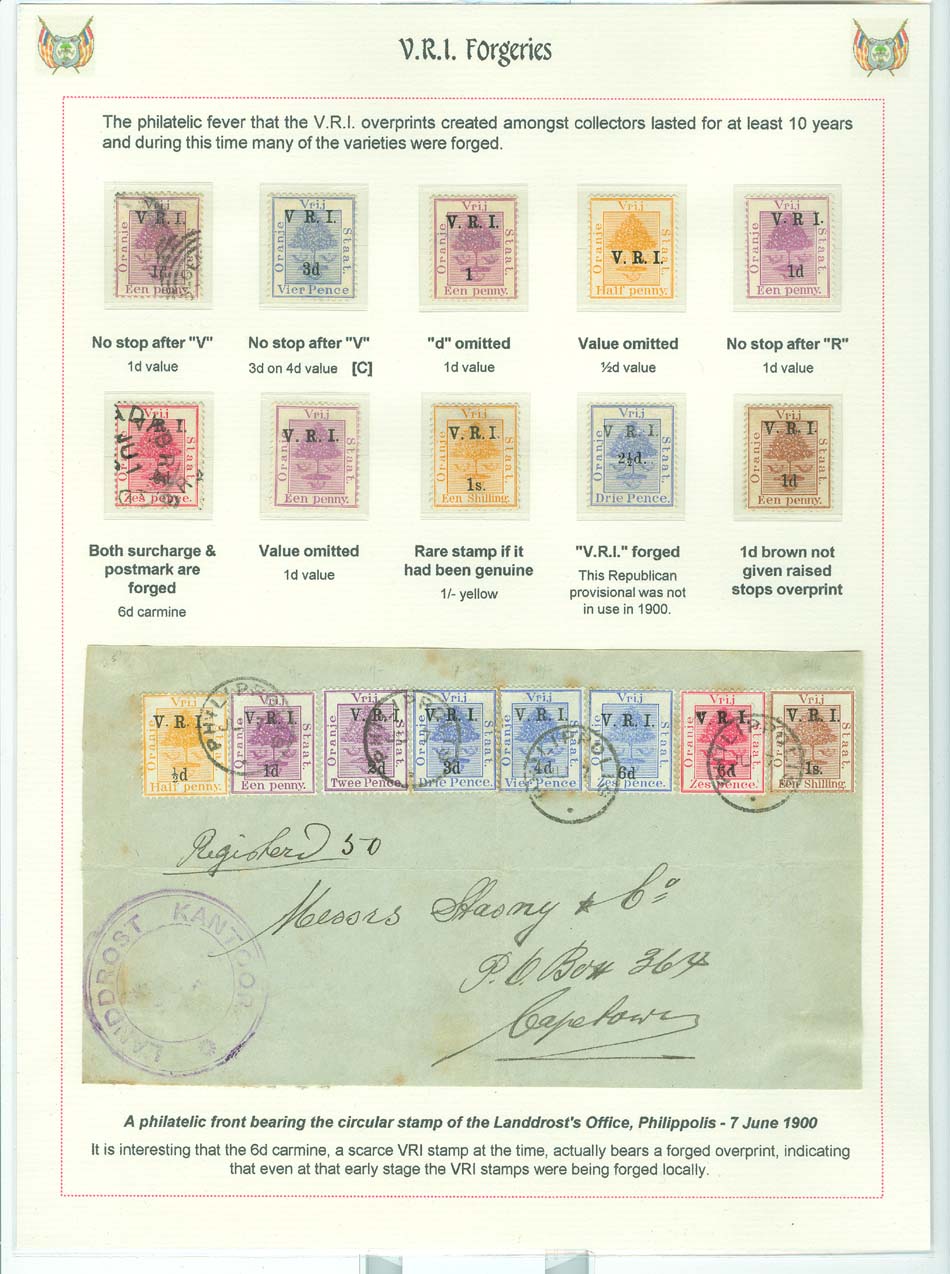 V.R.I. Forgeries
The philatelic fever that the V.R.I. overprints created amongst collectors lasted for at least 10 years
and during this time many of the varieties were forged.
Vrij
Oranje
Staat.
V R.I.
1d
Een penny.
Vrij
Oranje
Staat.
V R. I.
3d
Vier Pence
Vrij
Oranje
Staat.
V. R. I.
1
Een penny.
Vrij
Oranje
Staat.
V. R. I.
Half penny.
Vrij
Oranje
Staat.
V. R I.
1d
Een penny
No stop after "V"
1d value
No stop after "V"
3d on 4d value [C]
"d" omitted
1d value
Value omitted
½d value
No stop after "R"
1d value
Vrij
R.I.
Zes pence.
Vrij
Oranje
Staat.
V. R. I.
Een penny.
Vrij
Oranje
Staat.
V. R. I.
1s.
Een Shilling.
Vrij
Oranje
Staat.
V R. I.
2½d.
Drie Pence.
Vrij
Oranje
Staat.
V. R. I.
1d
Een penny.
Both surcharge &
postmark are
forged
6d carmine
Value omitted
1d value
Rare stamp if it
had been genuine
1/- yellow
"V.R.I." forged
This Republican
provisional was not
in use in 1900.
1d brown not
given raised
stops overprint
Vrij
Oranje
V. R. I.
½d
Half penny.
Vrij
Oranje
Staat.
V. R. I.
1d
Een penny.
Vrij
Oranje
Staat.
V. R. I.
2d
Twee Pence
Vrij
Oranje
Staat.
V. R. I.
3d
Drie Pence.
Vrij
Oranje
Staat.
V. R. I.
4d
Vier Pence
Vrij
Oranje
Staat.
V. R. I.
6d
Zes pence.
Vrij
Oranje
Staat.
V. R. I.
6d
Zes pence.
Vrij
Oranje
Staat.
V. R. I.
1s.
Een Shilling.
PHILIPPOLIS
Registerd 50
Messrs Stasny & Co
P.O. Box 364
Capetown
LANDDROST KANTOOR
A philatelic front bearing the circular stamp of the Landdrost's Office, Philippolis - 7 June 1900
It is interesting that the 6d carmine, a scarce VRI stamp at the time, actually bears a forged overprint, indicating
that even at that early stage the VRI stamps were being forged locally.